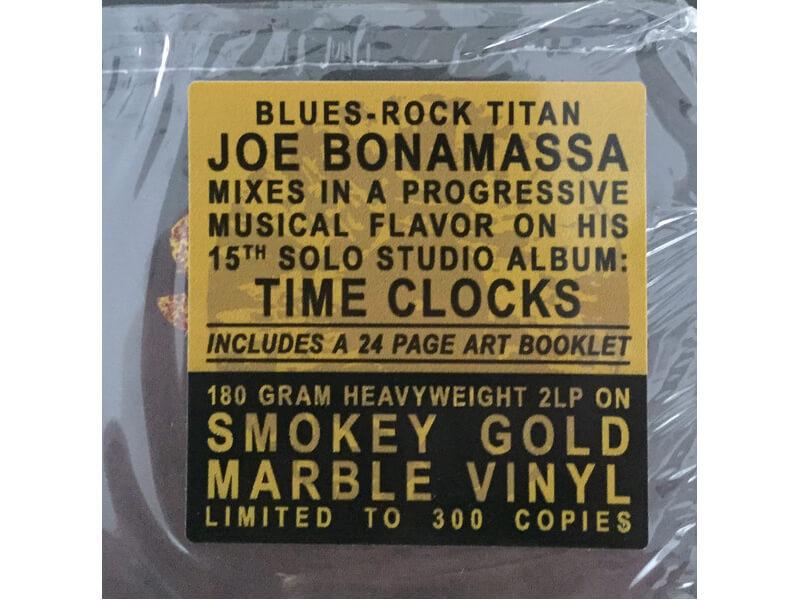 BLUES-ROCK TITAN
JOE BONAMASSA
MIXES IN A PROGRESSIVE
MUSICAL FLAVOR ON HIS
15TH SOLO STUDIO ALBUM:
TIME CLOCKS
INCLUDES A 24 PAGE ART BOOKLET
180 GRAM HEAVYWEIGHT 2LP ON
SMOKEY GOLD
MARBLE VINYL
LIMITED TO 300 COPIES